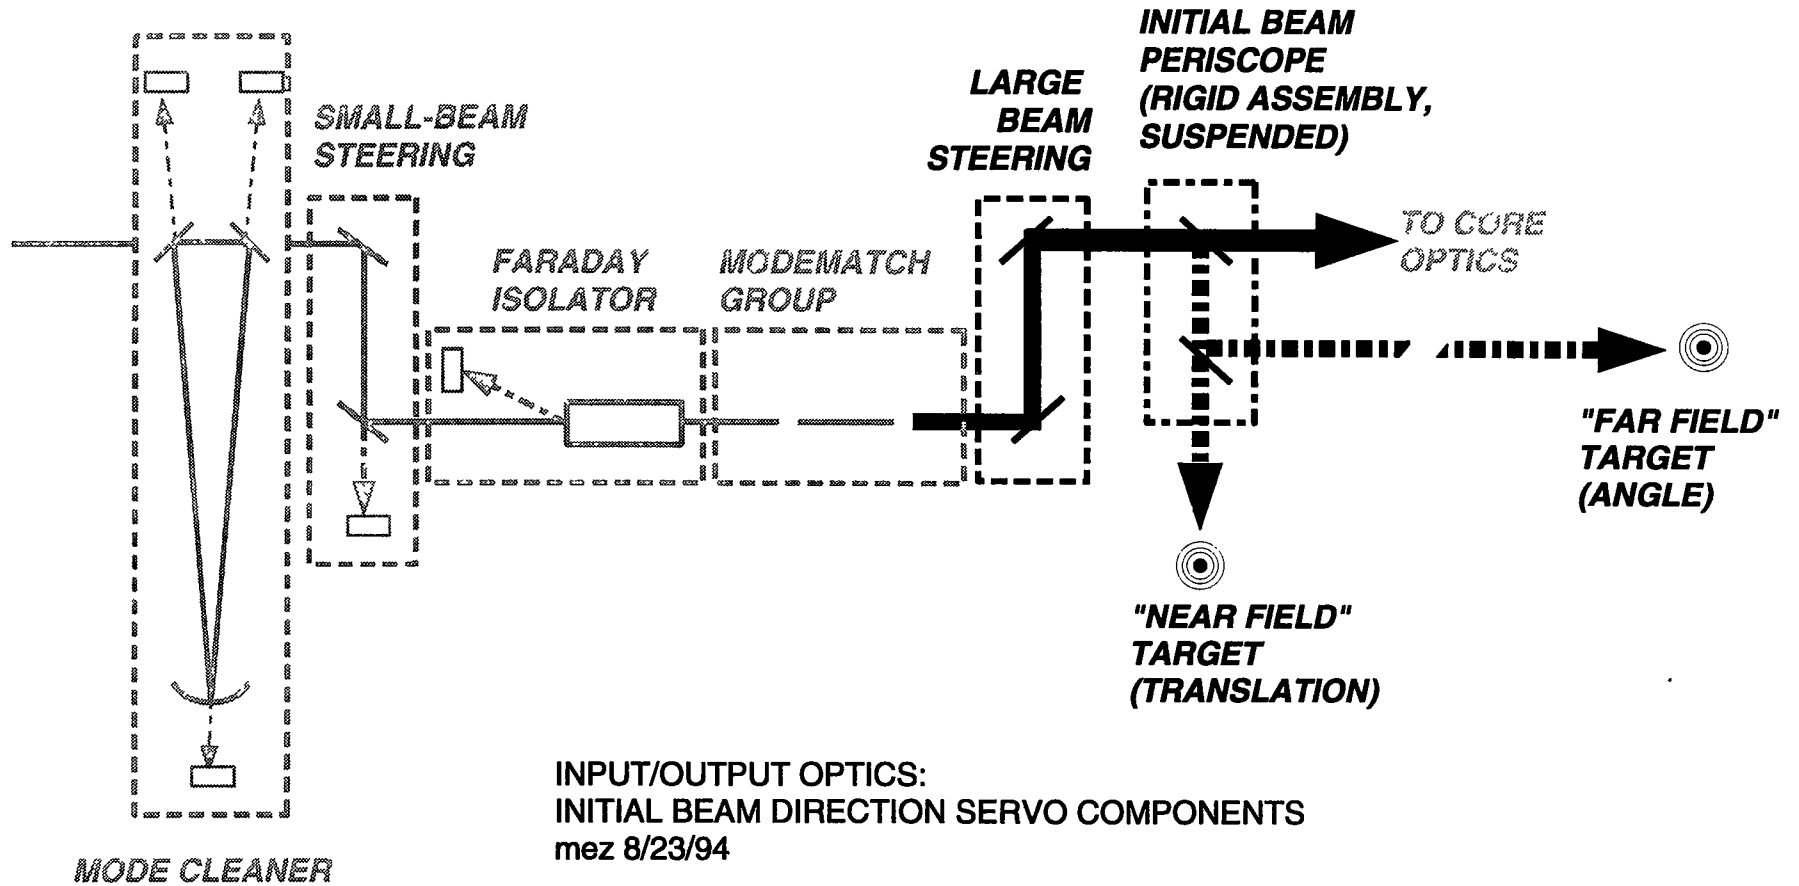 INITIAL BEAM
PERISCOPE
(RIGID ASSEMBLY,
SUSPENDED)
LARGE
BEAM
STEERING
SMALL-BEAM
STEERING
TO CORE
OPTICS
FARADAY
ISOLATOR
MODEMATCH
GROUP
"FAR FIELD"
TARGET
(ANGLE)
"NEAR FIELD"
TARGET
(TRANSLATION)
INPUT/OUTPUT OPTICS:
INITIAL BEAM DIRECTION SERVO COMPONENTS
mez 8/23/94
MODE CLEANER